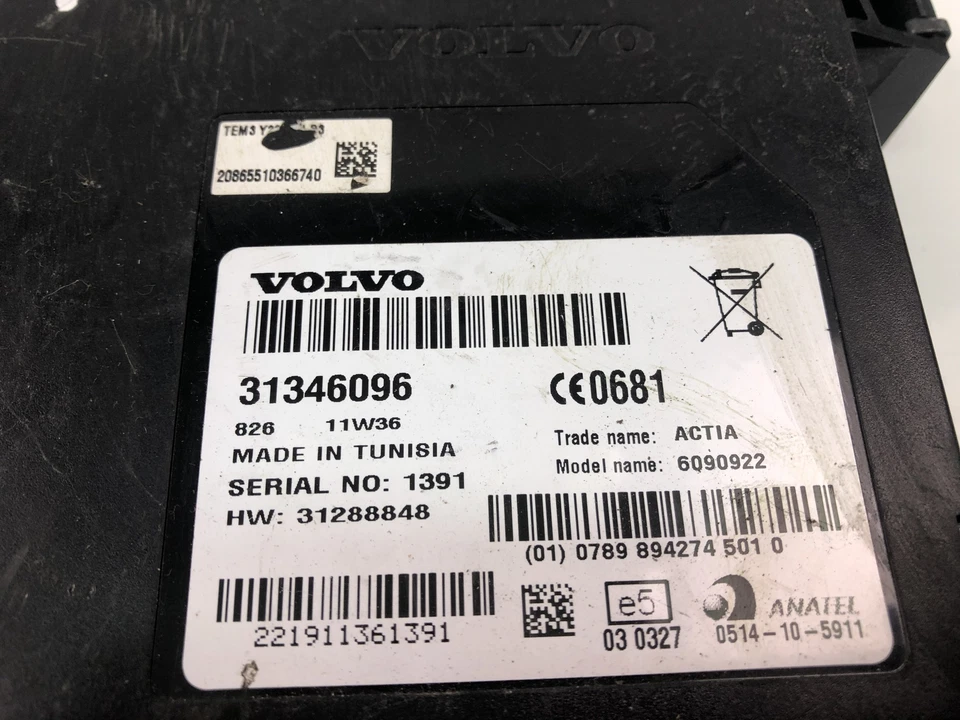 VOLVO
TEM3
20865510366740
VOLVO
31346096
826 11W36
MADE IN TUNISIA
SERIAL NO: 1391
HW: 31288848
CE0681
Trade name: ACTIA
Model name: 6090922
(01) 0789 894274 501 0
221911361391
e5
03 0327
ANATEL
0514-10-5911